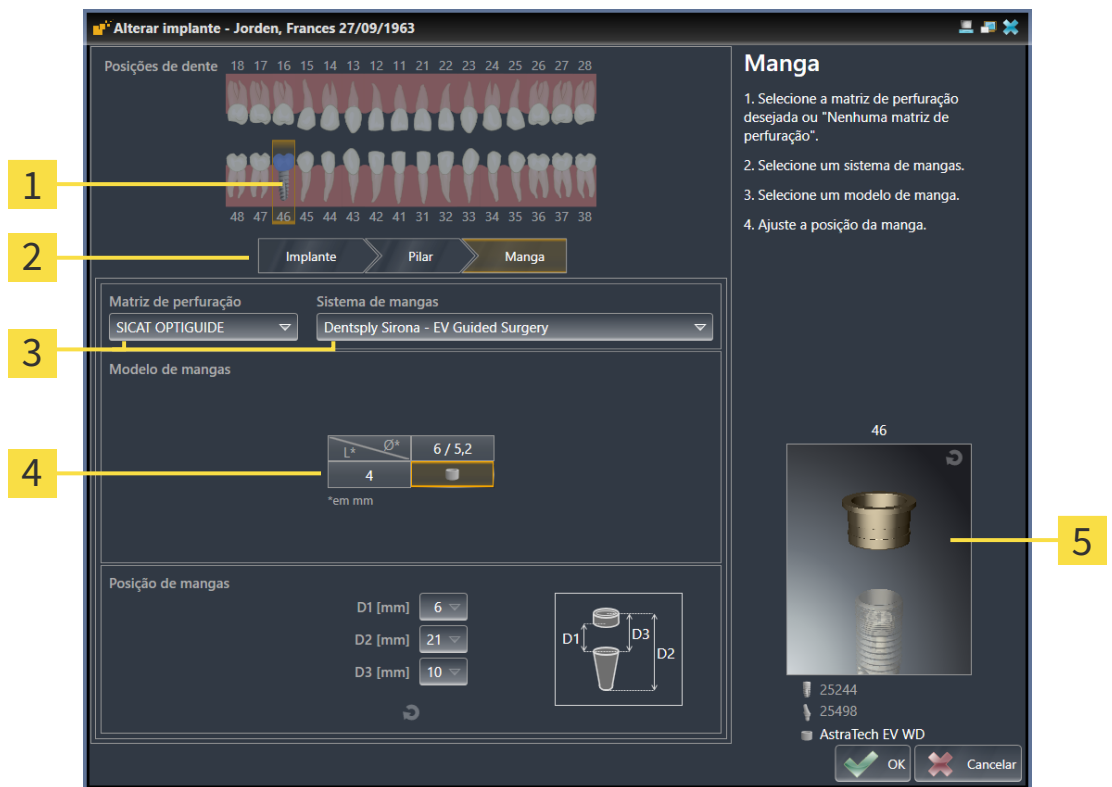 Alterar implante - Jorden, Frances 27/09/1963
Posições de dente
18 17 16 15 14 13 12 11 21 22 23 24 25 26 27 28
48 47 46 45 44 43 42 41 31 32 33 34 35 36 37 38
1
2
Implante
Pilar
Manga
Matriz de perfuração
Sistema de mangas
SICAT OPTIGUIDE
Dentsply Sirona - EV Guided Surgery
3
Modelo de mangas
L* Ø*
6 / 5,2
4
4
*em mm
Posição de mangas
D1 [mm] 6
D2 [mm] 21
D3 [mm] 10
D1
D3
D2
Manga
1. Selecione a matriz de perfuração
desejada ou "Nenhuma matriz de
perfuração".
2. Selecione um sistema de mangas.
3. Selecione um modelo de manga.
4. Ajuste a posição da manga.
46
5
25244
25498
AstraTech EV WD
OK
Cancelar